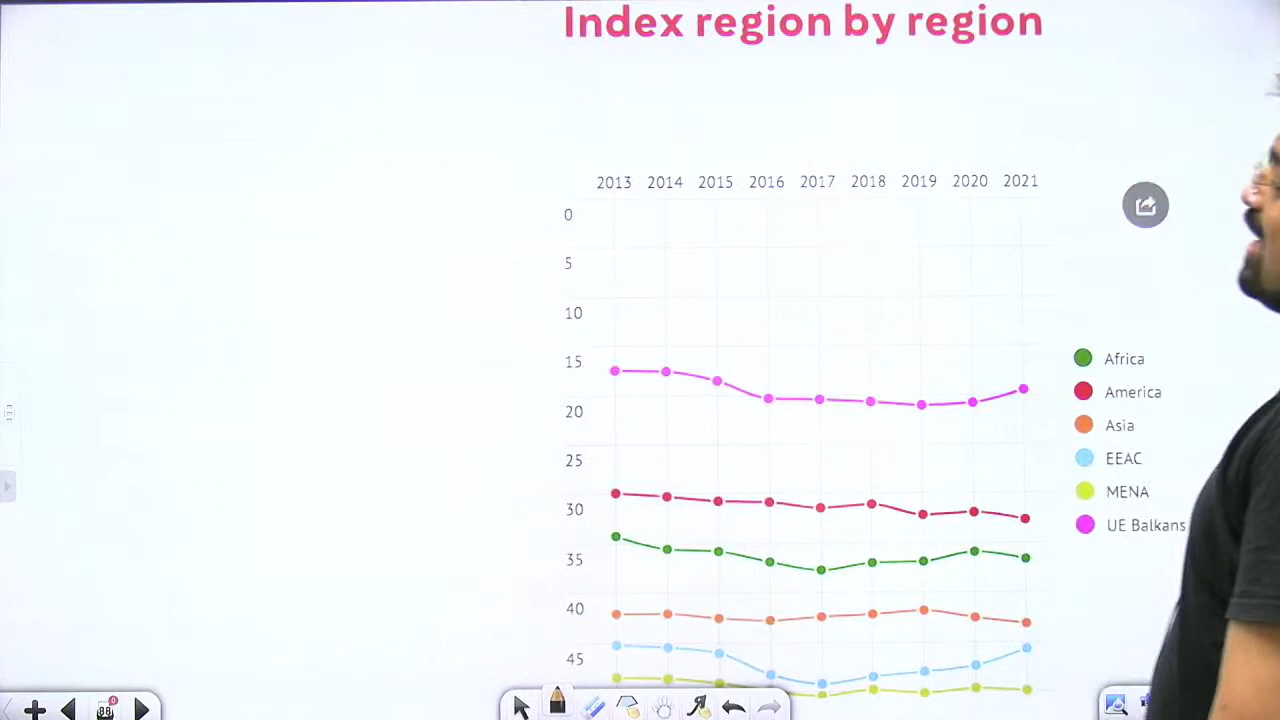 Index region by region
2013 2014 2015 2016 2017 2018 2019 2020 2021
0
5
10
15
20
25
30
35
40
45
Africa
America
Asia
EEAC
MENA
UE Balkans
88